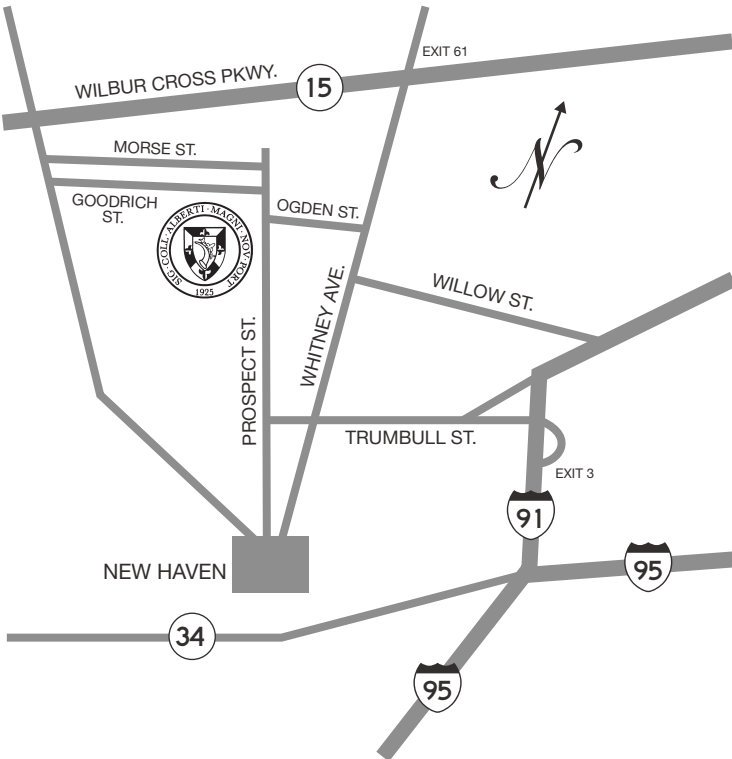 EXIT 61
WILBUR CROSS PKWY.
15
MORSE ST.
N
GOODRICH
ST.
OGDEN ST.
SIG·COLL·ALBERTI·MAGNI·NOV·PORT
1925
WILLOW ST.
WHITNEY AVE.
PROSPECT ST.
TRUMBULL ST.
EXIT 3
91
NEW HAVEN
95
34
95